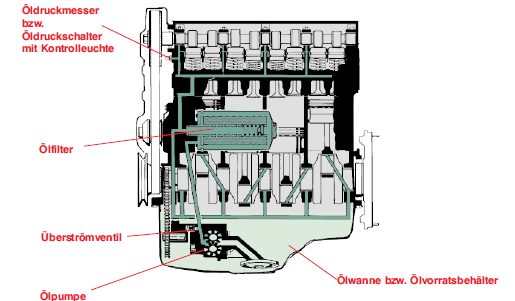 Öldruckmesser
bzw.
Öldruckschalter
mit Kontrolleuchte
Ölfilter
Überströmventil
Ölwanne bzw. Ölvorratsbehälter
Ölpumpe